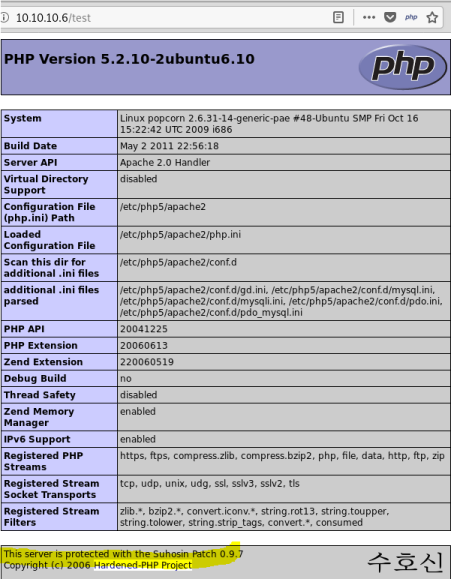 10.10.10.6/test
php
PHP Version 5.2.10-2ubuntu6.10
php
System Linux popcorn 2.6.31-14-generic-pae #48-Ubuntu SMP Fri Oct 16
15:22:42 UTC 2009 i686
Build Date May 2 2011 22:56:18
Server API Apache 2.0 Handler
Virtual Directory disabled
Support
Configuration File /etc/php5/apache2
(php.ini) Path
Loaded /etc/php5/apache2/php.ini
Configuration File
Scan this dir for /etc/php5/apache2/conf.d
additional .ini files
additional .ini files /etc/php5/apache2/conf.d/gd.ini, /etc/php5/apache2/conf.d/mysql.ini,
parsed /etc/php5/apache2/conf.d/mysqli.ini, /etc/php5/apache2/conf.d/pdo.ini,
/etc/php5/apache2/conf.d/pdo_mysql.ini
PHP API 20041225
PHP Extension 20060613
Zend Extension 220060519
Debug Build no
Thread Safety disabled
Zend Memory enabled
Manager
IPv6 Support enabled
Registered PHP https, ftps, compress.zlib, compress.bzip2, php, file, data, http, ftp, zip
Streams
Registered Stream tcp, udp, unix, udg, ssl, sslv3, sslv2, tls
Socket Transports
Registered Stream zlib.*, bzip2.*, convert.iconv.*, string.rot13, string.toupper,
Filters string.tolower, string.strip_tags, convert.*, consumed
This server is protected with the Suhosin Patch 0.9.7
Copyright (c) 2006 Hardened-PHP Project
수호신